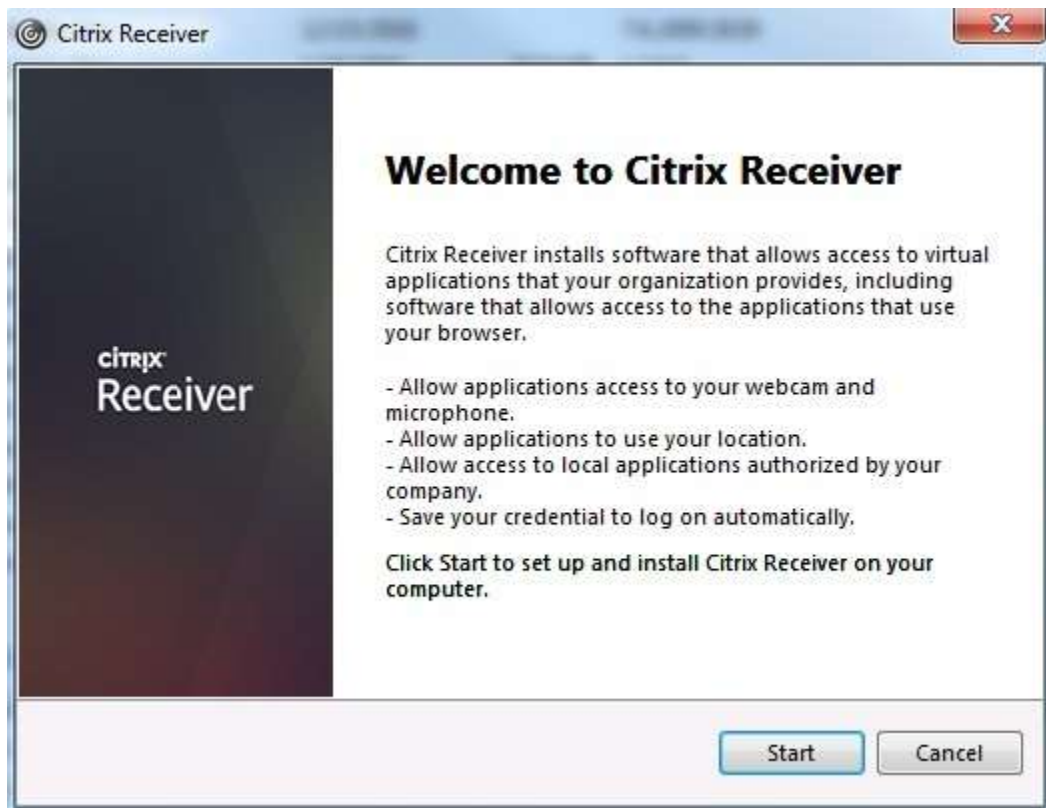 Citrix Receiver
Welcome to Citrix Receiver
Citrix Receiver installs software that allows access to virtual
applications that your organization provides, including
software that allows access to the applications that use
your browser.
- Allow applications access to your webcam and
microphone.
- Allow applications to use your location.
- Allow access to local applications authorized by your
company.
- Save your credential to log on automatically.
Click Start to set up and install Citrix Receiver on your
computer.
CITRIX
Receiver
Start
Cancel